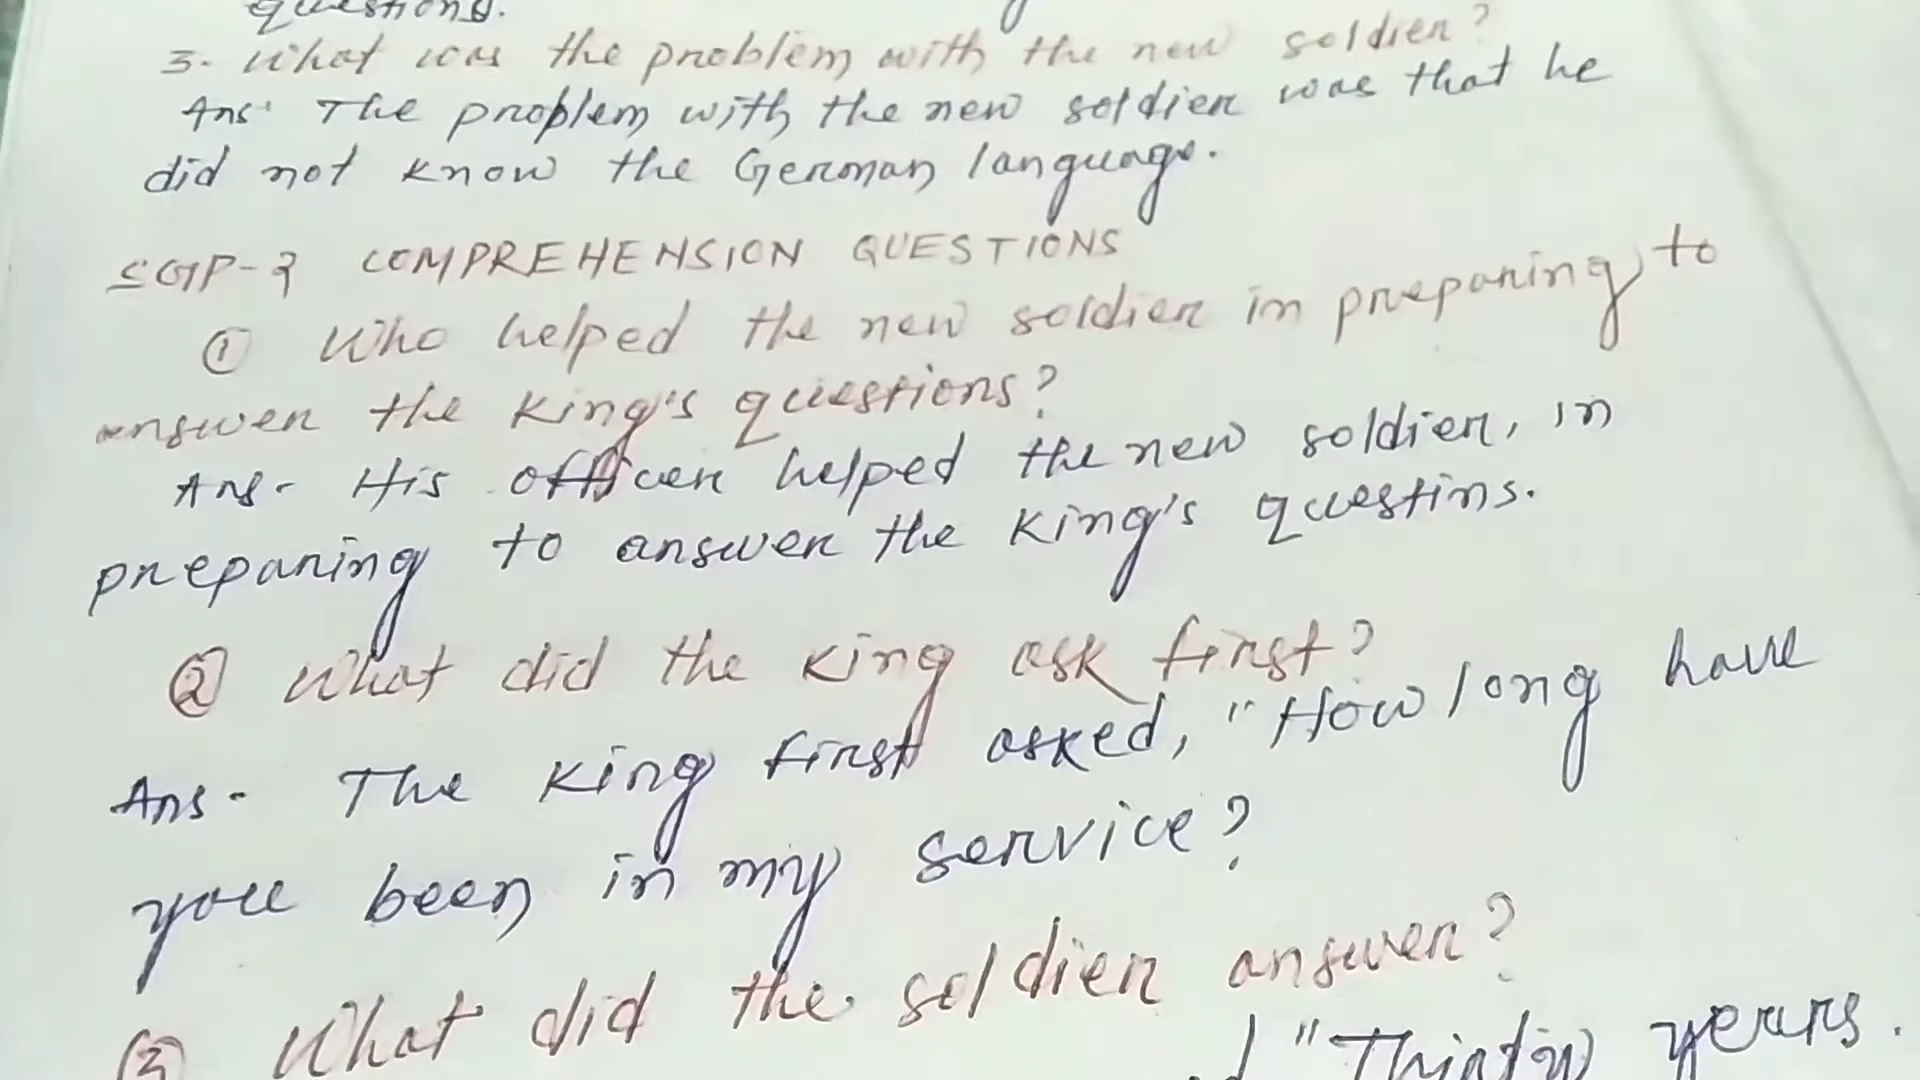 questions.
3. What was the problem with the new soldier?
Ans. The problem with the new soldier was that he
did not know the German language.
SGP-2 COMPREHENSION QUESTIONS
① Who helped the new soldier in preparing to
answer the King's questions?
Ans- His officer helped the new soldier, in
preparing to answer the King's questins.
② What did the King ask first?
Ans- The King first asked, "How long have
you been in my service?
③ What did the soldier answer?
"Thirty years.